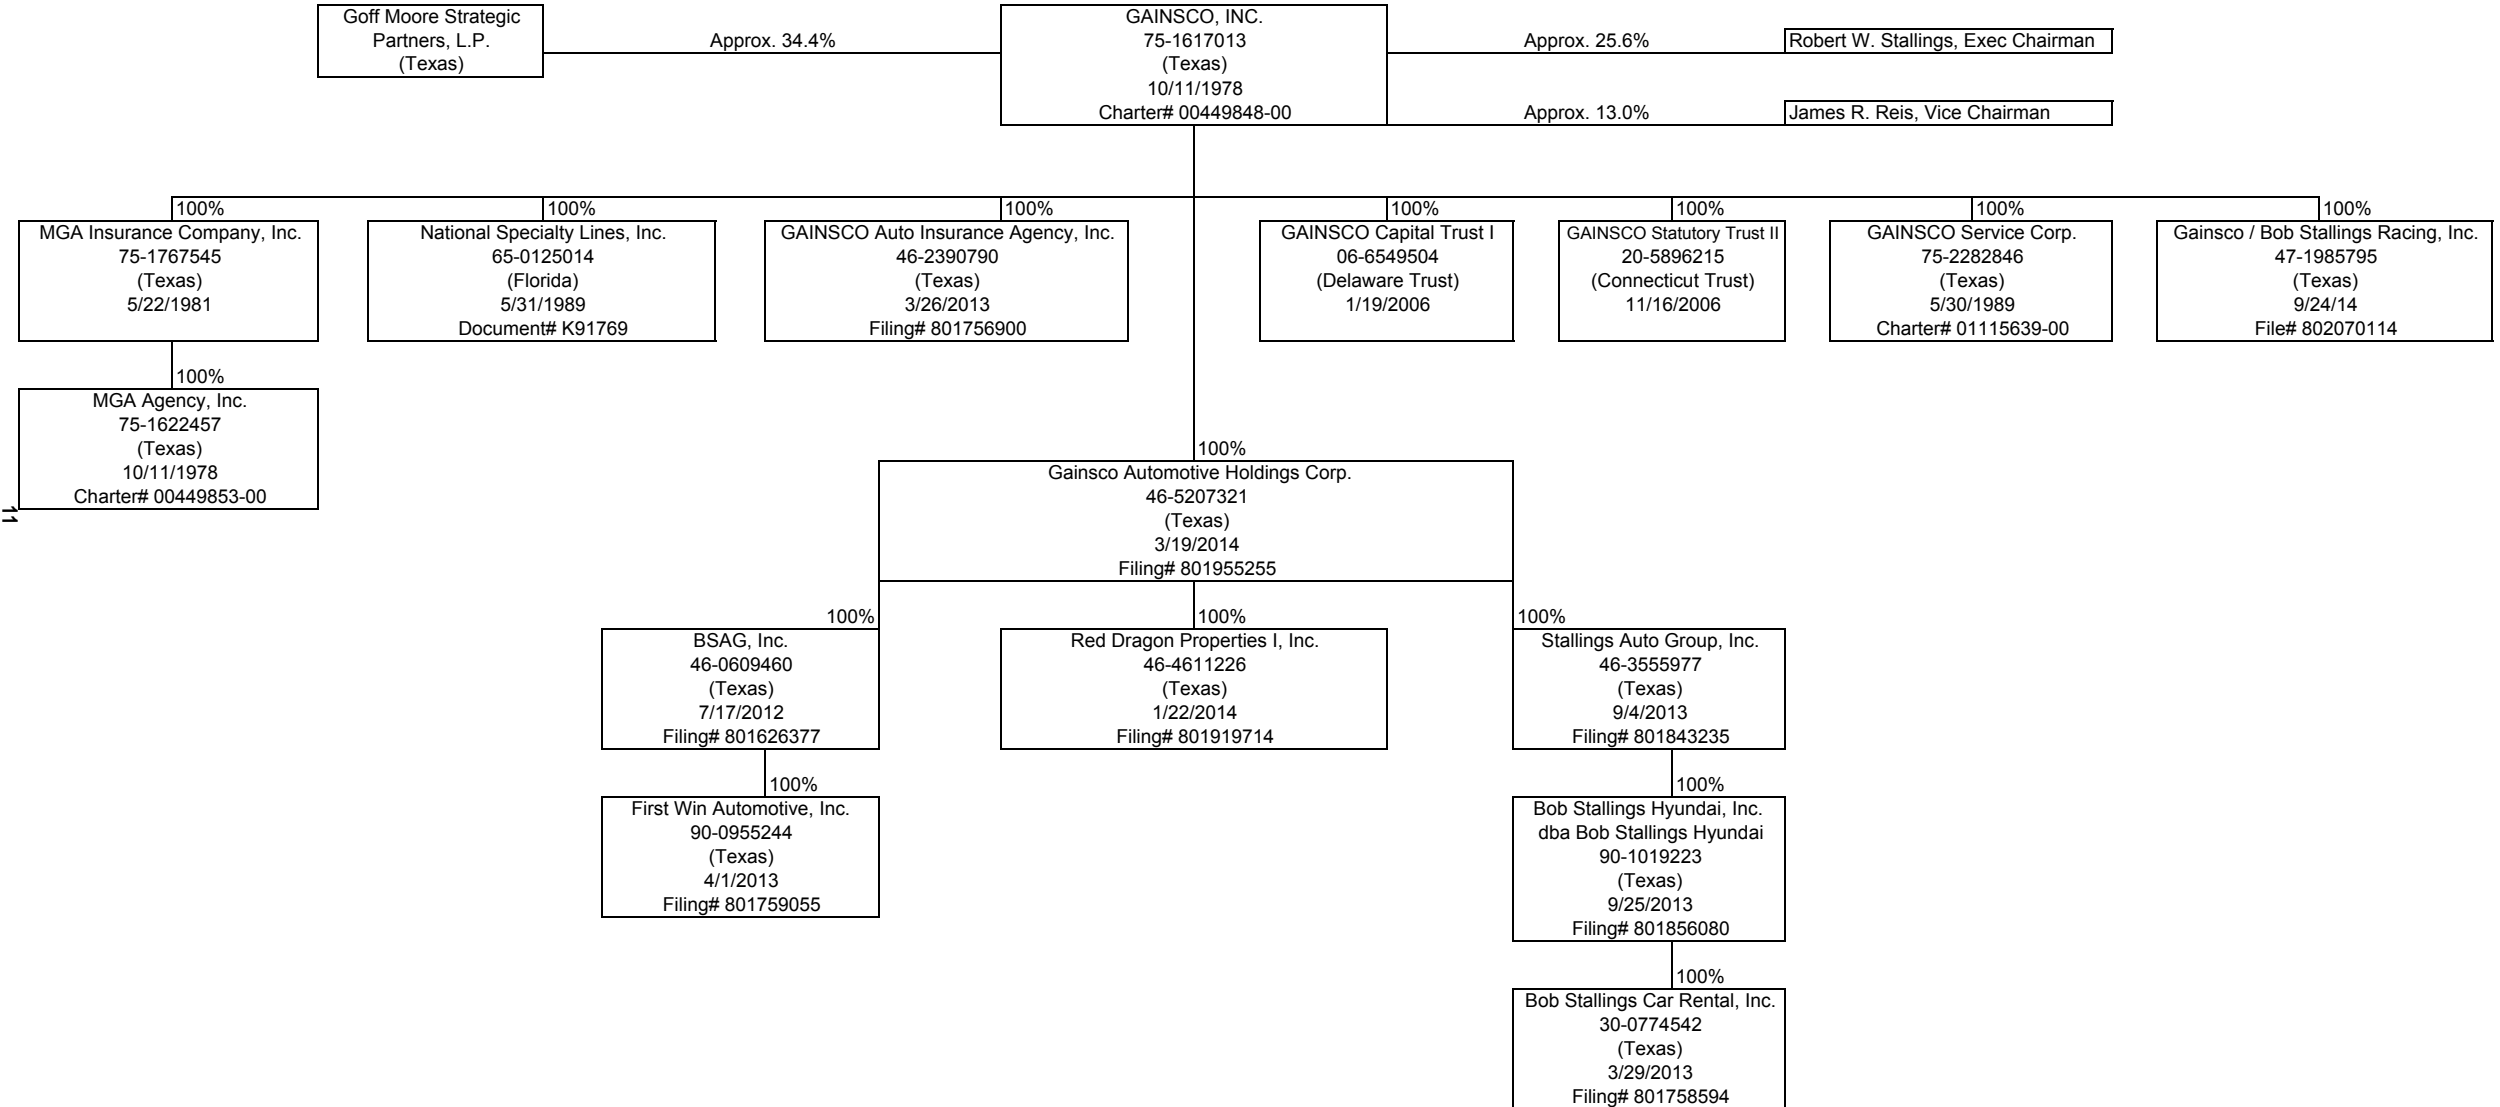 Goff Moore Strategic
Partners, L.P.
(Texas)
Approx. 34.4%
GAINSCO, INC.
75-1617013
(Texas)
10/11/1978
Charter# 00449848-00
Approx. 25.6%
Robert W. Stallings, Exec Chairman
Approx. 13.0%
James R. Reis, Vice Chairman
100%
MGA Insurance Company, Inc.
75-1767545
(Texas)
5/22/1981
100%
National Specialty Lines, Inc.
65-0125014
(Florida)
5/31/1989
Document# K91769
100%
GAINSCO Auto Insurance Agency, Inc.
46-2390790
(Texas)
3/26/2013
Filing# 801756900
100%
GAINSCO Capital Trust I
06-6549504
(Delaware Trust)
1/19/2006
100%
GAINSCO Statutory Trust II
20-5896215
(Connecticut Trust)
11/16/2006
100%
GAINSCO Service Corp.
75-2282846
(Texas)
5/30/1989
Charter# 01115639-00
100%
Gainsco / Bob Stallings Racing, Inc.
47-1985795
(Texas)
9/24/14
File# 802070114
100%
MGA Agency, Inc.
75-1622457
(Texas)
10/11/1978
Charter# 00449853-00
11
100%
Gainsco Automotive Holdings Corp.
46-5207321
(Texas)
3/19/2014
Filing# 801955255
100%
BSAG, Inc.
46-0609460
(Texas)
7/17/2012
Filing# 801626377
100%
Red Dragon Properties I, Inc.
46-4611226
(Texas)
1/22/2014
Filing# 801919714
100%
Stallings Auto Group, Inc.
46-3555977
(Texas)
9/4/2013
Filing# 801843235
100%
First Win Automotive, Inc.
90-0955244
(Texas)
4/1/2013
Filing# 801759055
100%
Bob Stallings Hyundai, Inc.
dba Bob Stallings Hyundai
90-1019223
(Texas)
9/25/2013
Filing# 801856080
100%
Bob Stallings Car Rental, Inc.
30-0774542
(Texas)
3/29/2013
Filing# 801758594